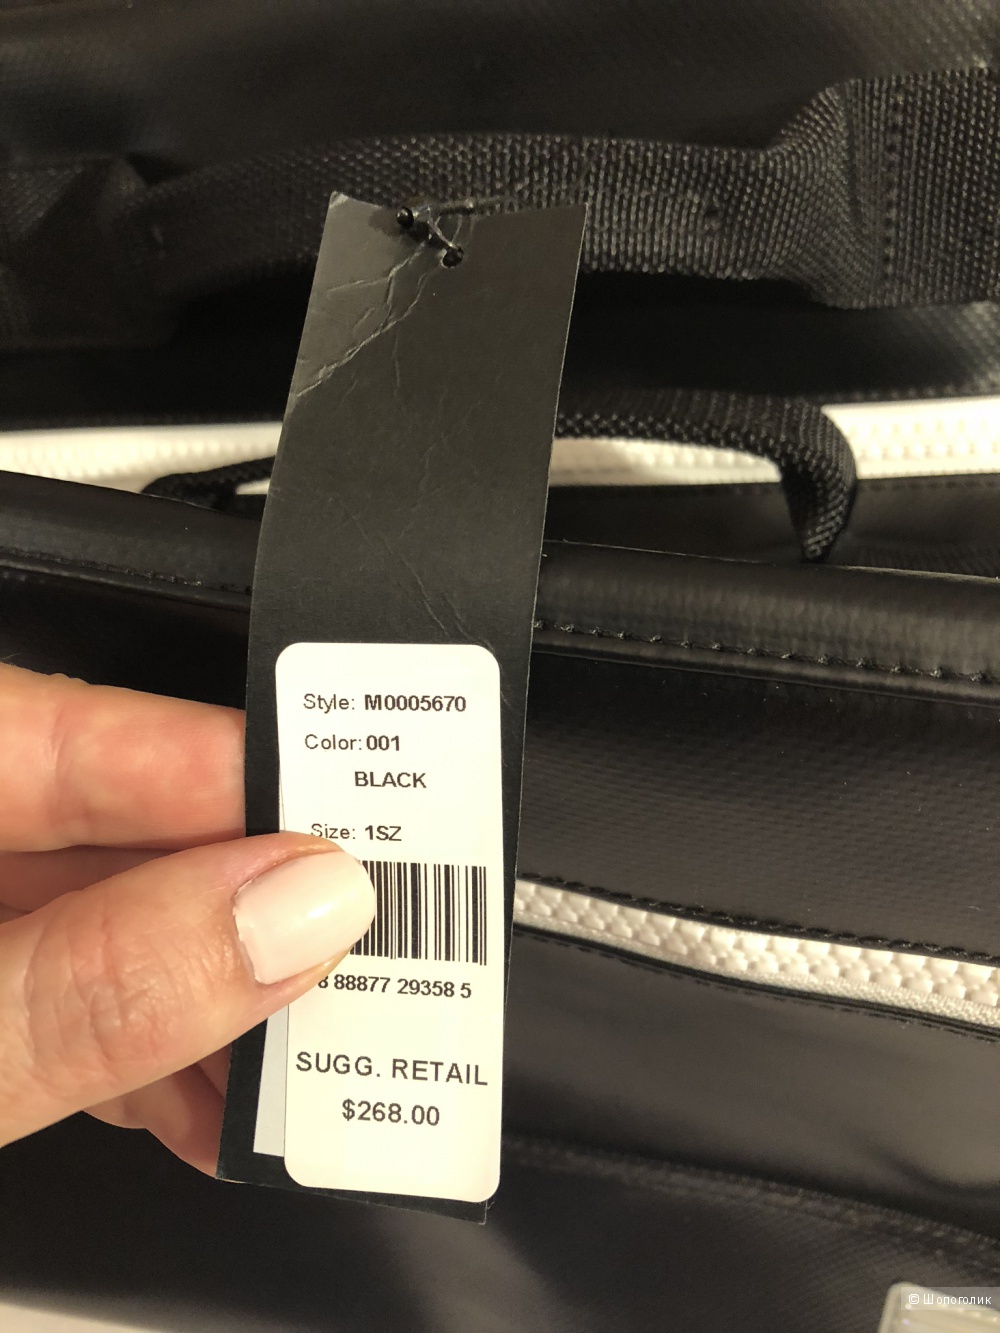 Style: M0005670
Color: 001
BLACK
Size: 1SZ
8 88877 29358 5
SUGG. RETAIL
$268.00
© Шопоголик